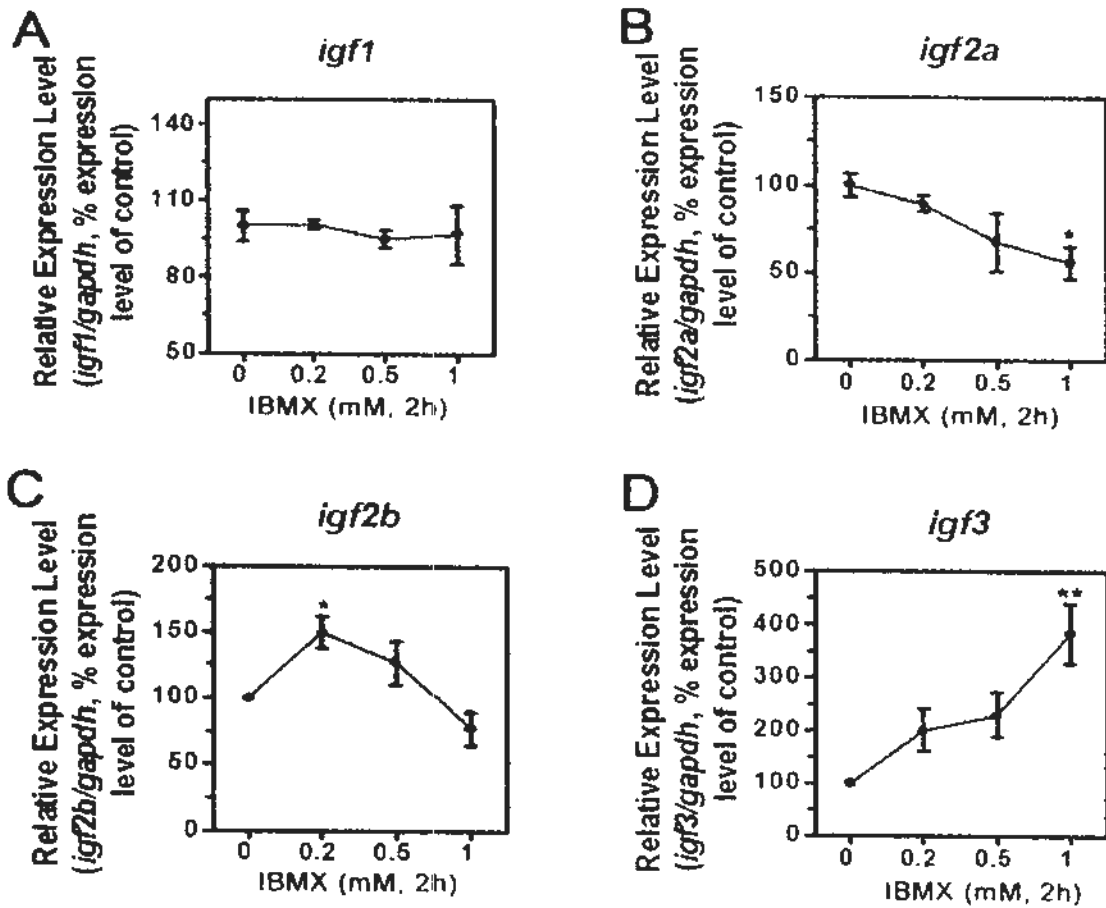 A
igf1
Relative Expression Level
(igf1/gapdh, % expression
level of control)
140
110
80
50
0 0.2 0.5 1
IBMX (mM, 2h)
B
igf2a
Relative Expression Level
(igf2a/gapdh, % expression
level of control)
150
100
50
0
*
0 0.2 0.5 1
IBMX (mM, 2h)
C
igf2b
Relative Expression Level
(igf2b/gapdh, % expression
level of control)
200
150
100
50
0
*
0 0.2 0.5 1
IBMX (mM, 2h)
D
igf3
Relative Expression Level
(igf3/gapdh, % expression
level of control)
500
400
300
200
100
0
**
0 0.2 0.5 1
IBMX (mM, 2h)